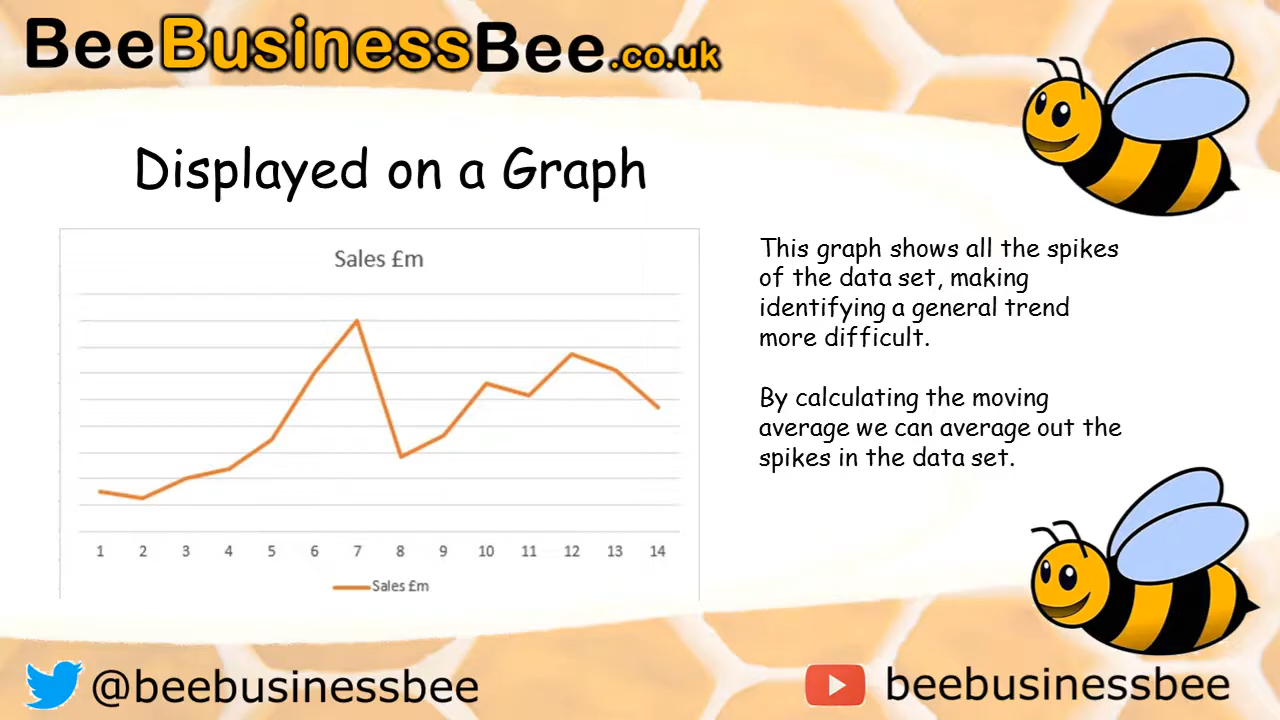 BeeBusinessBee.co.uk
Displayed on a Graph
Sales £m
1 2 3 4 5 6 7 8 9 10 11 12 13 14
Sales £m
This graph shows all the spikes
of the data set, making
identifying a general trend
more difficult.
By calculating the moving
average we can average out the
spikes in the data set.
@beebusinessbee
beebusinessbee